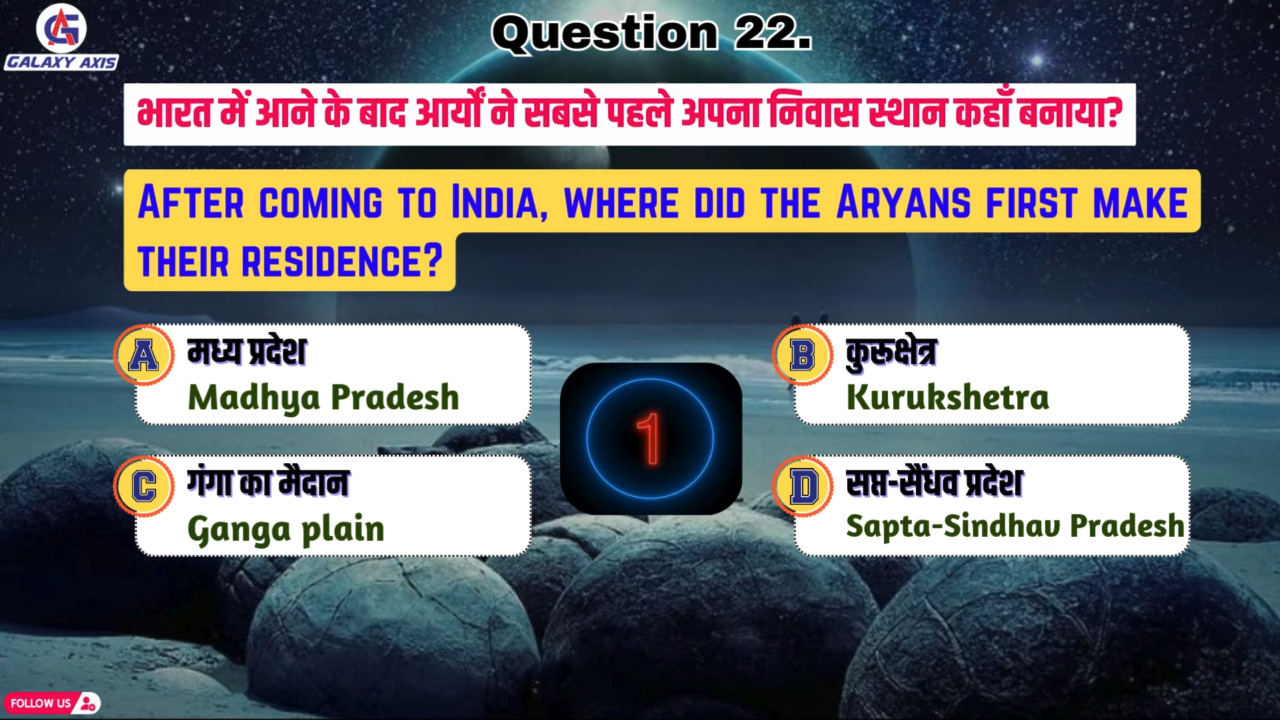 GALAXY AXIS
Question 22.
भारत में आने के बाद आर्यों ने सबसे पहले अपना निवास स्थान कहाँ बनाया?
After coming to India, where did the Aryans first make
their residence?
A मध्य प्रदेश
Madhya Pradesh
B कुरूक्षेत्र
Kurukshetra
1
C गंगा का मैदान
Ganga plain
D सप्त-सैंधव प्रदेश
Sapta-Sindhav Pradesh
FOLLOW US